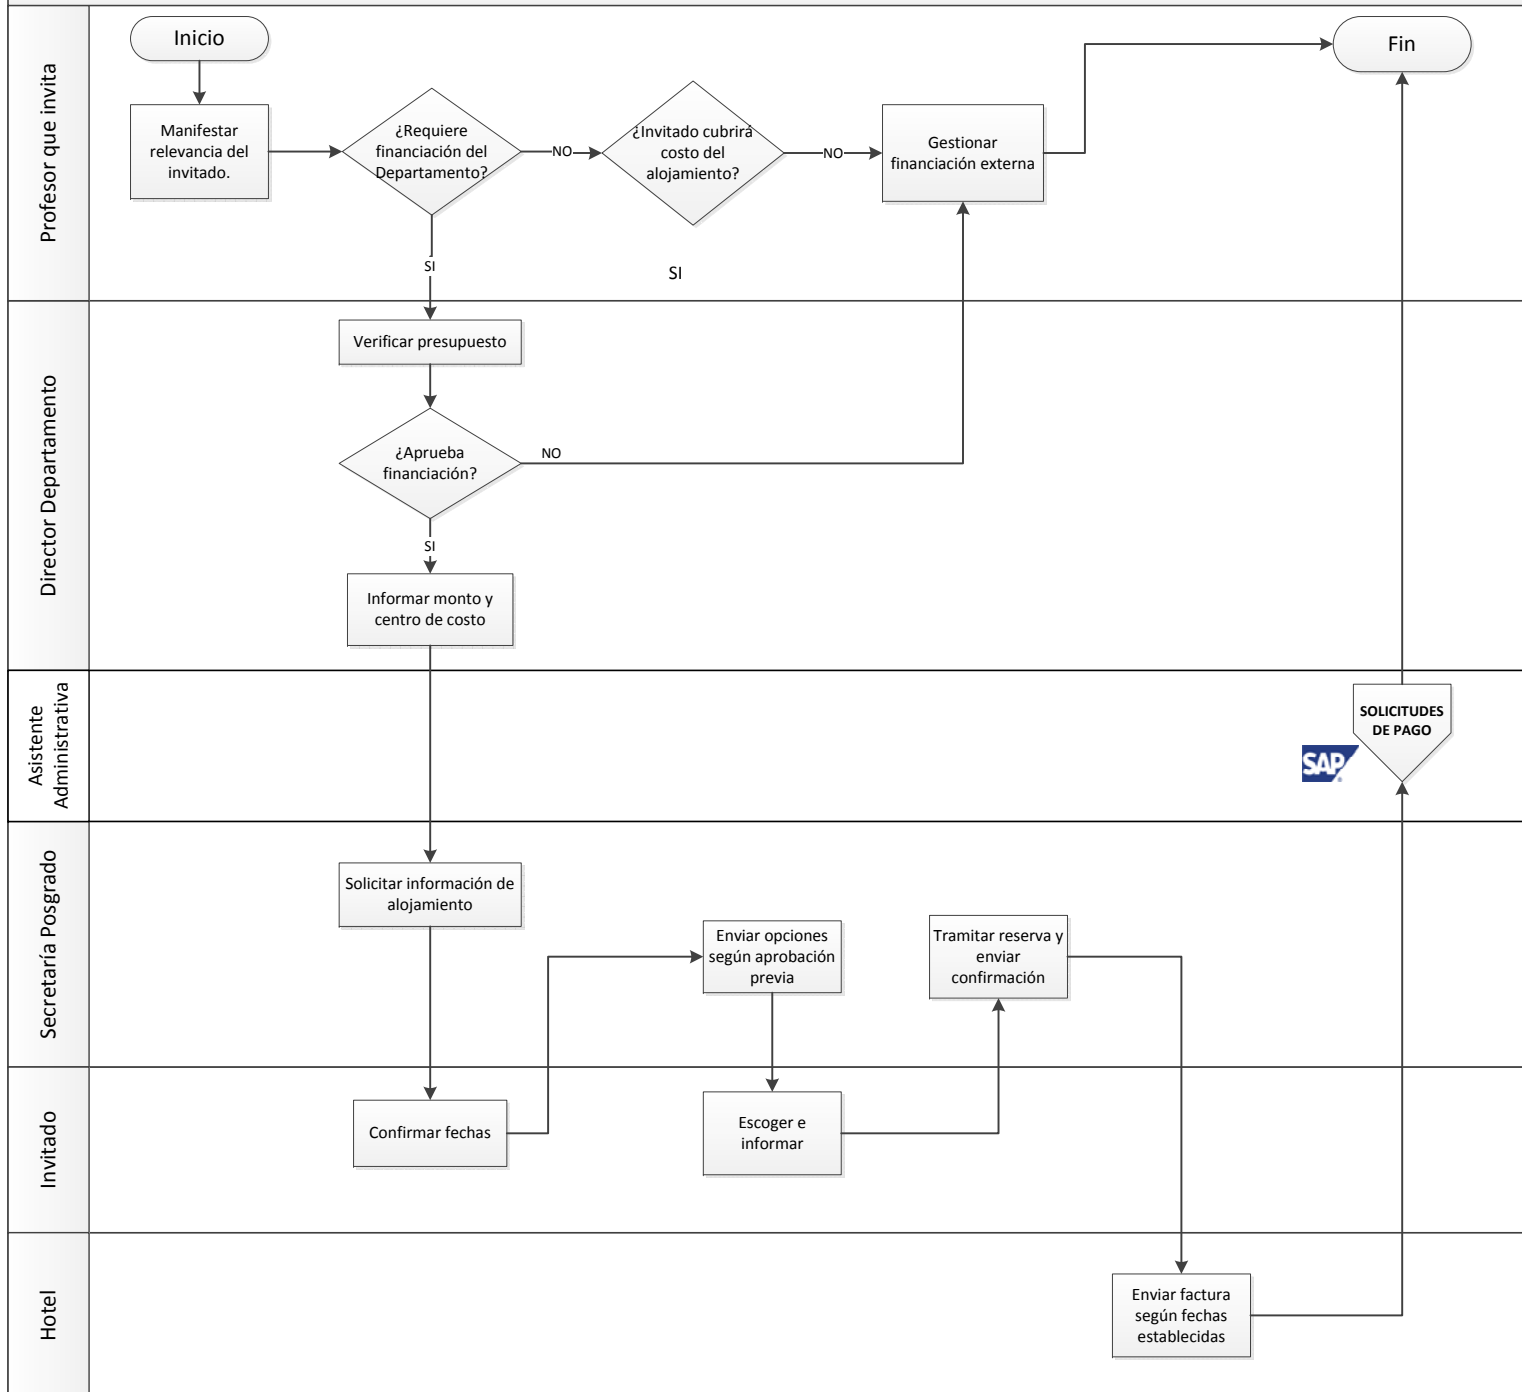 Profesor que invita
Inicio
Manifestar
relevancia del
invitado.
¿Requiere
financiación del
Departamento?
NO
¿Invitado cubrirá
costo del
alojamiento?
NO
Gestionar
financiación externa
Fin
SI
SI
Director Departamento
Verificar presupuesto
¿Aprueba
financiación?
NO
SI
Informar monto y
centro de costo
Asistente
Administrativa
SOLICITUDES
DE PAGO
SAP
Secretaría Posgrado
Solicitar información de
alojamiento
Enviar opciones
según aprobación
previa
Tramitar reserva y
enviar
confirmación
Invitado
Confirmar fechas
Escoger e
informar
Hotel
Enviar factura
según fechas
establecidas